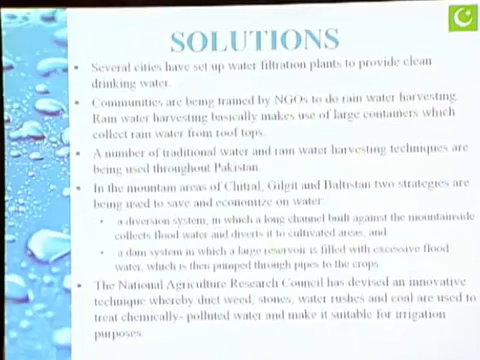 SOLUTIONS
• Several cities have set up water filtration plants to provide clean
drinking water.
• Communities are being trained by NGOs to do rain water harvesting.
Rain water harvesting basically makes use of large containers which
collect rain water from roof tops.
• A number of traditional water and rain water harvesting techniques are
being used throughout Pakistan.
• In the mountain areas of Chitral, Gilgit and Baltistan two strategies are
being used to save and economize on water:
• a diversion system, in which a long channel built against the mountainside
collects flood water and diverts it to cultivated areas, and
• a dam system in which a large reservoir is filled with excessive flood
water, which is then pumped through pipes to the crops.
• The National Agriculture Research Council has devised an innovative
technique whereby duct weed, stones, water rushes and coal are used to
treat chemically- polluted water and make it suitable for irrigation
purposes.